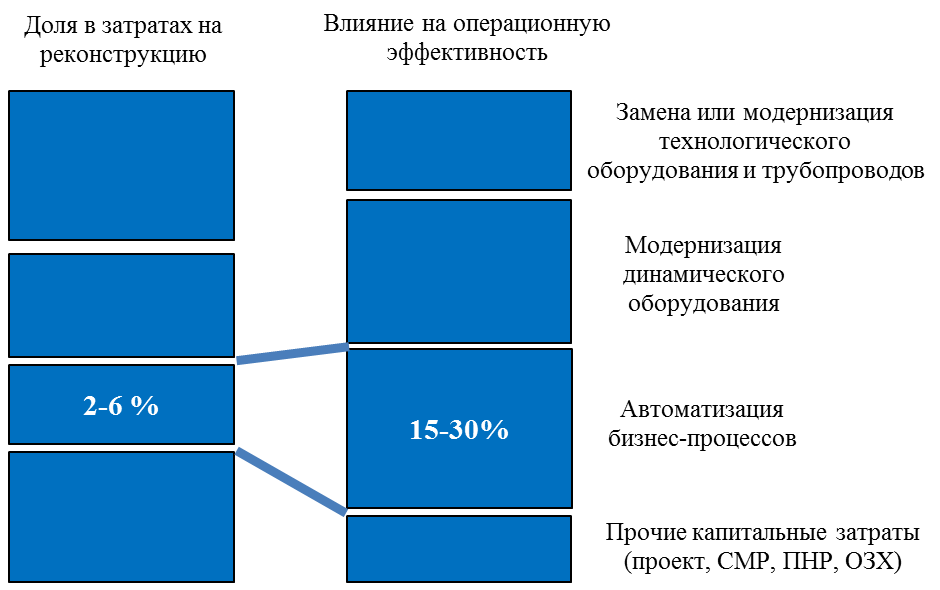 Доля в затратах на
реконструкцию
Влияние на операционную
эффективность
Замена или модернизация
технологического
оборудования и трубопроводов
Модернизация
динамического
оборудования
2-6 %
15-30%
Автоматизация
бизнес-процессов
Прочие капитальные затраты
(проект, СМР, ПНР, ОЗХ)